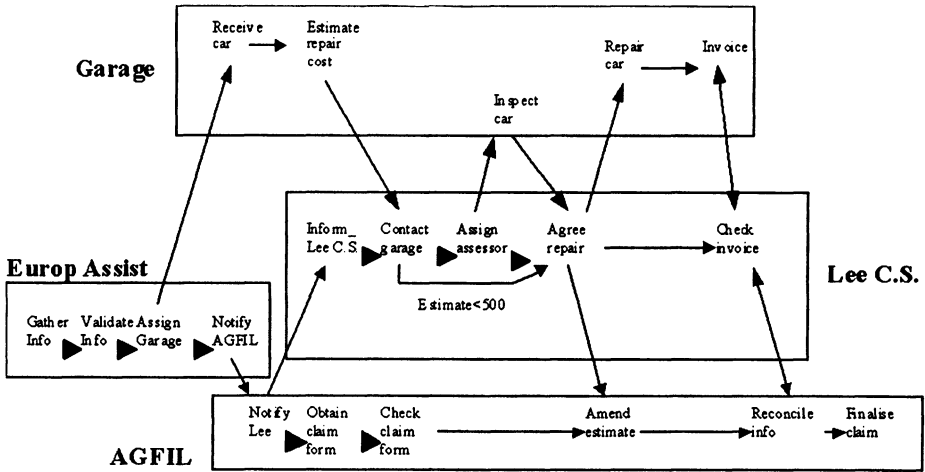 Garage
Receive
car
Estimate
repair
cost
Inspect
car
Repair
car
Invoice
Europ Assist
Gather
Info
Validate
Info
Assign
Garage
Notify
AGFIL
Inform_
Lee C.S.
Contact
garage
Assign
assessor
Agree
repair
Check
invoice
Estimate<500
Lee C.S.
AGFIL
Notify
Lee
Obtain
claim
form
Check
claim
form
Amend
estimate
Reconcile
info
Finalise
claim